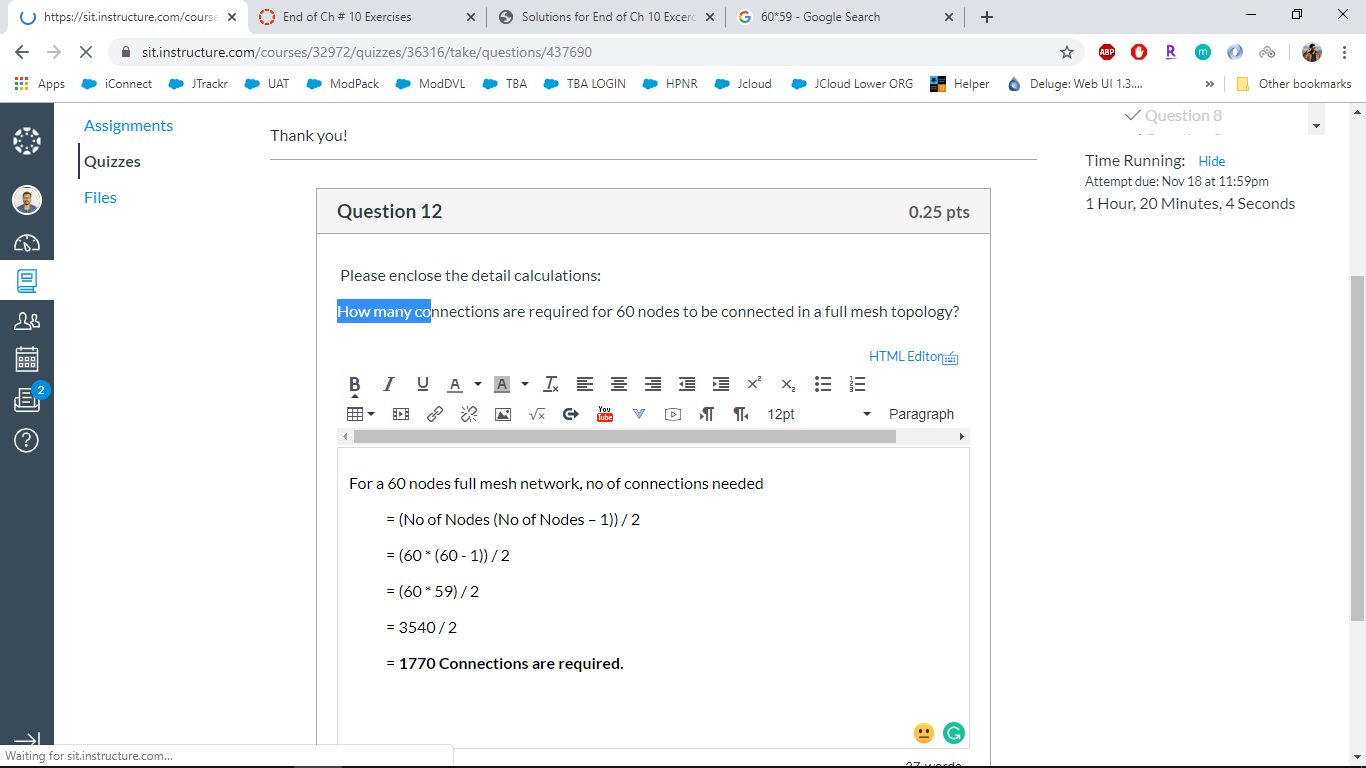 https://sit.instructure.com/course
End of Ch # 10 Exercises
Solutions for End of Ch 10 Excerc
60*59 - Google Search
sit.instructure.com/courses/32972/quizzes/36316/take/questions/437690
Apps
iConnect
JTrackr
UAT
ModPack
ModDVL
TBA
TBA LOGIN
HPNR
Jcloud
JCloud Lower ORG
Helper
Deluge: Web UI 1.3....
»
Other bookmarks
Assignments
Quizzes
Files
2
Thank you!
Question 8
Time Running: Hide
Attempt due: Nov 18 at 11:59pm
1 Hour, 20 Minutes, 4 Seconds
Question 12
0.25 pts
Please enclose the detail calculations:
How many connections are required for 60 nodes to be connected in a full mesh topology?
HTML Editor
12pt
Paragraph
For a 60 nodes full mesh network, no of connections needed
= (No of Nodes (No of Nodes – 1)) / 2
= (60 * (60 - 1)) / 2
= (60 * 59) / 2
= 3540 / 2
= 1770 Connections are required.
27 words
Waiting for sit.instructure.com...